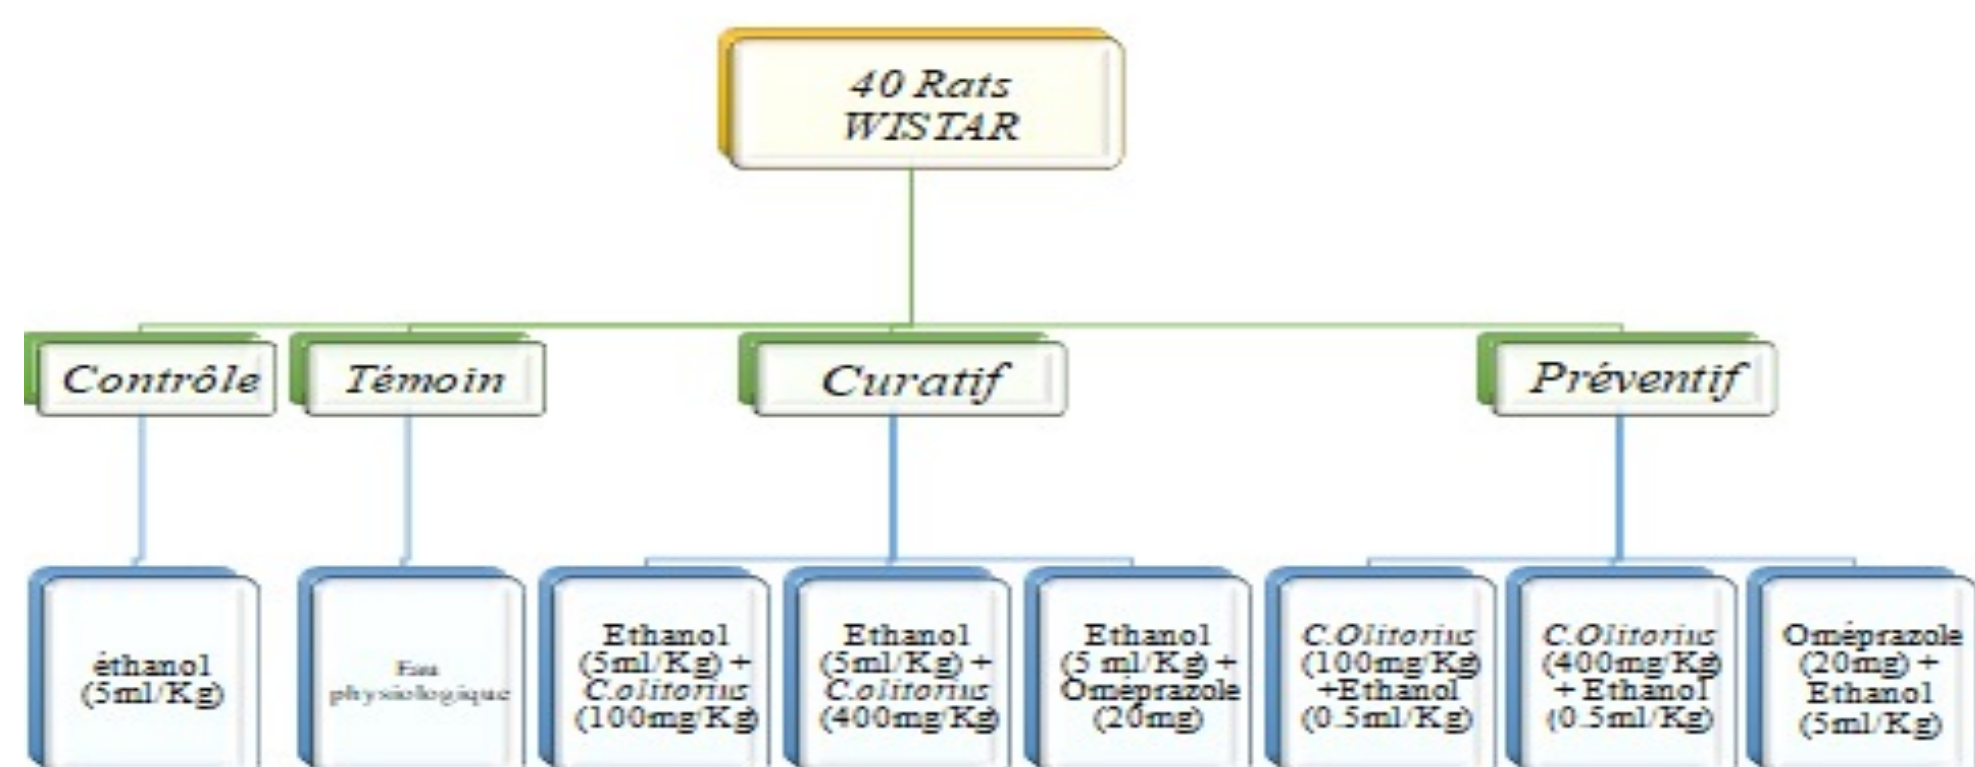 40 Rats
WISTAR
Contrôle
Témoin
Curatif
Préventif
éthanol
(5ml/Kg)
Eau
physiologique
Ethanol
(5ml/Kg) +
C.olitorius
(100mg/Kg)
Ethanol
(5ml/Kg) +
C.olitorius
(400mg/Kg)
Ethanol
(5 ml/Kg) +
Oméprazole
(20mg)
C.Olitorius
(100mg/Kg)
+Ethanol
(0.5ml/Kg)
C.Olitorius
(400mg/Kg)
+ Ethanol
(0.5ml/Kg)
Oméprazole
(20mg) +
Ethanol
(5ml/Kg)